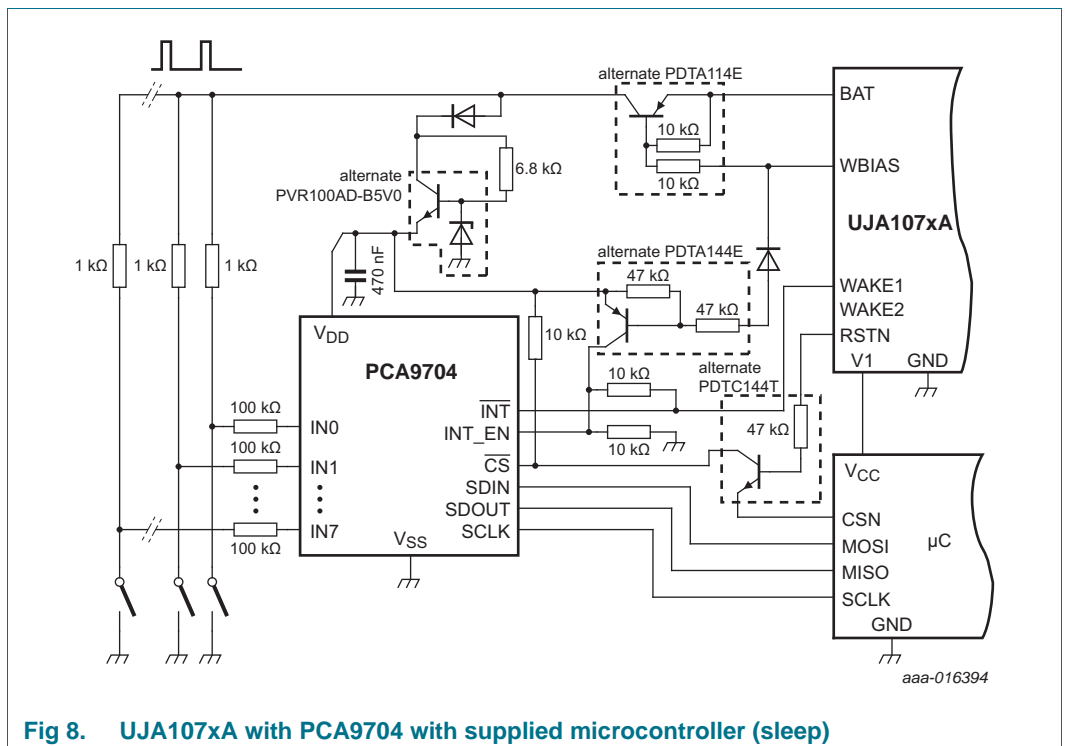 alternate PDTA114E
BAT
10 kΩ
10 kΩ
WBIAS
6.8 kΩ
alternate
PVR100AD-B5V0
UJA107xA
alternate PDTA144E
1 kΩ
1 kΩ
1 kΩ
470 nF
47 kΩ
47 kΩ
WAKE1
WAKE2
RSTN
V1
GND
10 kΩ
VDD
PCA9704
alternate
PDTC144T
10 kΩ
47 kΩ
100 kΩ
IN0
INT
INT_EN
10 kΩ
100 kΩ
IN1
CS
VCC
SDIN
CSN
SDOUT
μC
MOSI
100 kΩ
IN7
VSS
SCLK
MISO
SCLK
GND
aaa-016394
Fig 8. UJA107xA with PCA9704 with supplied microcontroller (sleep)